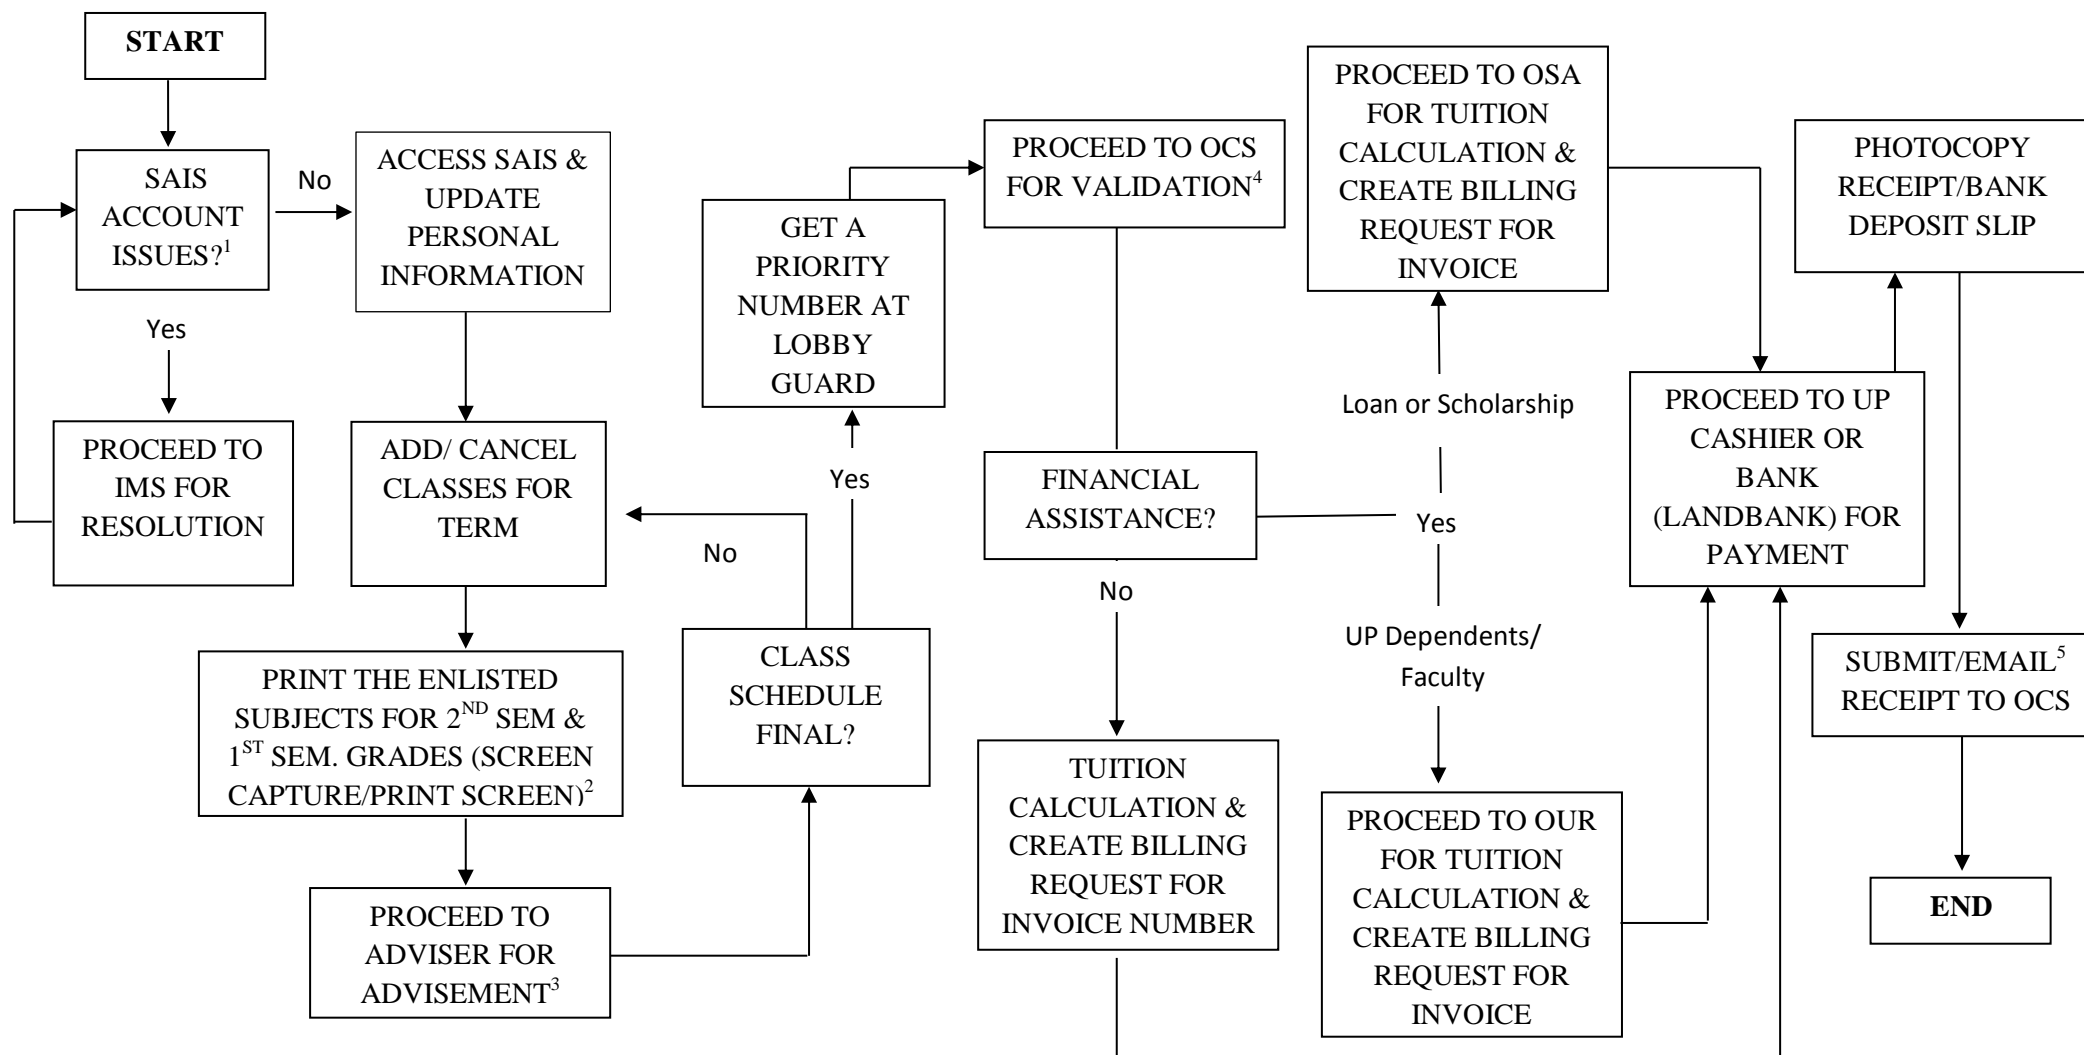 START
SAIS
ACCOUNT
ISSUES?¹
No
Yes
PROCEED TO
IMS FOR
RESOLUTION
ACCESS SAIS &
UPDATE
PERSONAL
INFORMATION
ADD/ CANCEL
CLASSES FOR
TERM
PRINT THE ENLISTED
SUBJECTS FOR 2ᴺᴰ SEM &
1ˢᵀ SEM. GRADES (SCREEN
CAPTURE/PRINT SCREEN)²
PROCEED TO
ADVISER FOR
ADVISEMENT³
CLASS
SCHEDULE
FINAL?
No
Yes
GET A
PRIORITY
NUMBER AT
LOBBY
GUARD
PROCEED TO OCS
FOR VALIDATION⁴
FINANCIAL
ASSISTANCE?
No
Yes
TUITION
CALCULATION &
CREATE BILLING
REQUEST FOR
INVOICE NUMBER
Loan or Scholarship
PROCEED TO OSA
FOR TUITION
CALCULATION &
CREATE BILLING
REQUEST FOR
INVOICE
UP Dependents/
Faculty
PROCEED TO OUR
FOR TUITION
CALCULATION &
CREATE BILLING
REQUEST FOR
INVOICE
PROCEED TO UP
CASHIER OR
BANK
(LANDBANK) FOR
PAYMENT
PHOTOCOPY
RECEIPT/BANK
DEPOSIT SLIP
SUBMIT/EMAIL⁵
RECEIPT TO OCS
END